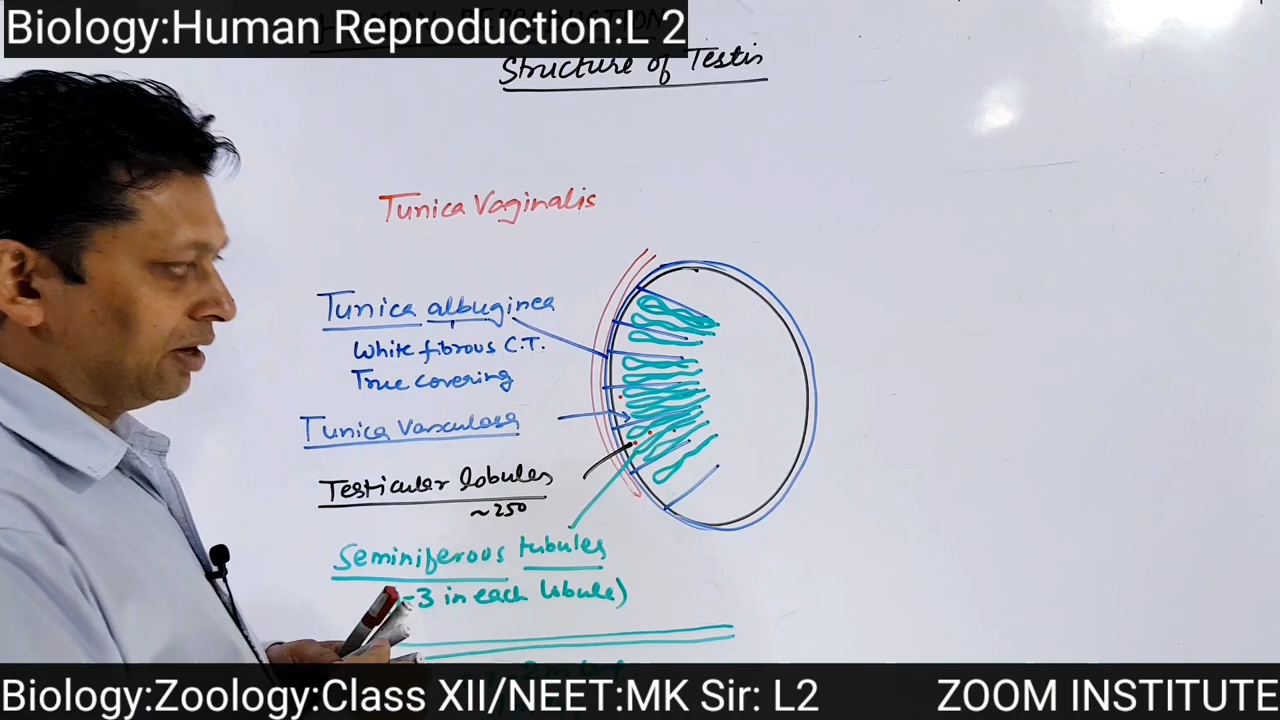 Biology:Human Reproduction:L 2
Structure of Testis
Tunica Vaginalis
Tunica albuginea
White fibrous C.T.
True covering
Tunica Vasculosa
Testicular lobules
~250
Seminiferous tubules
-3 in each lobule)
Biology:Zoology:Class XII/NEET:MK Sir: L2
ZOOM INSTITUTE